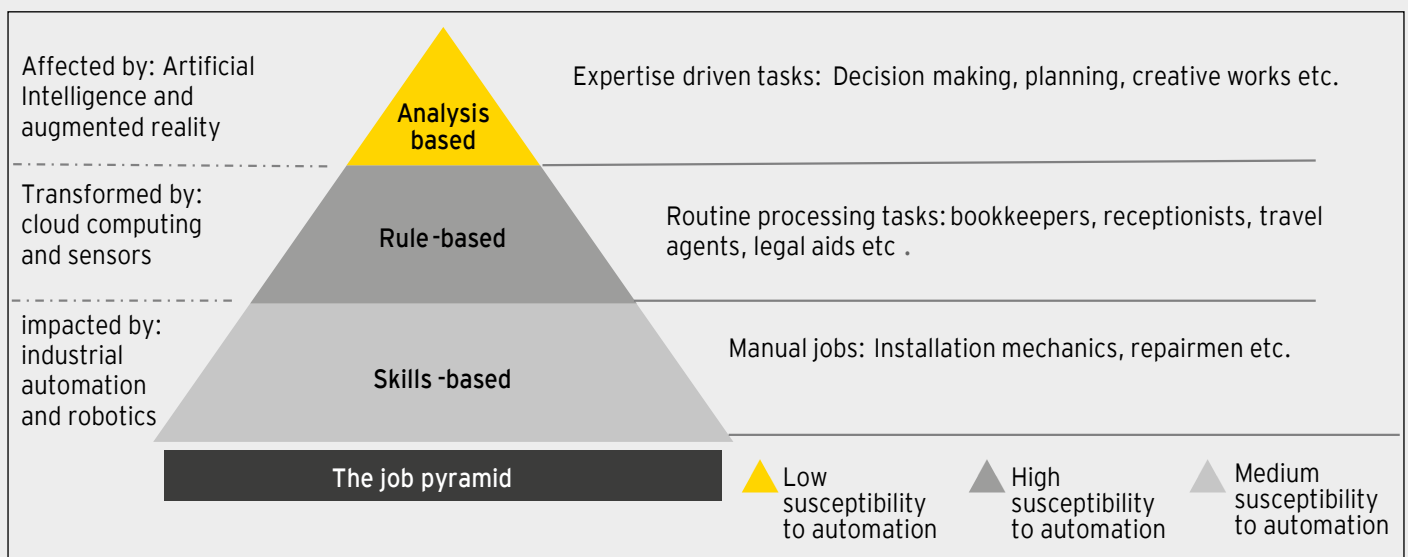 Affected by: Artificial
Intelligence and
augmented reality
Analysis
based
Expertise driven tasks: Decision making, planning, creative works etc.
Transformed by:
cloud computing
and sensors
Rule-based
Routine processing tasks: bookkeepers, receptionists, travel
agents, legal aids etc .
impacted by:
industrial
automation
and robotics
Skills -based
Manual jobs: Installation mechanics, repairmen etc.
The job pyramid
Low
susceptibility
to automation
High
susceptibility
to automation
Medium
susceptibility
to automation